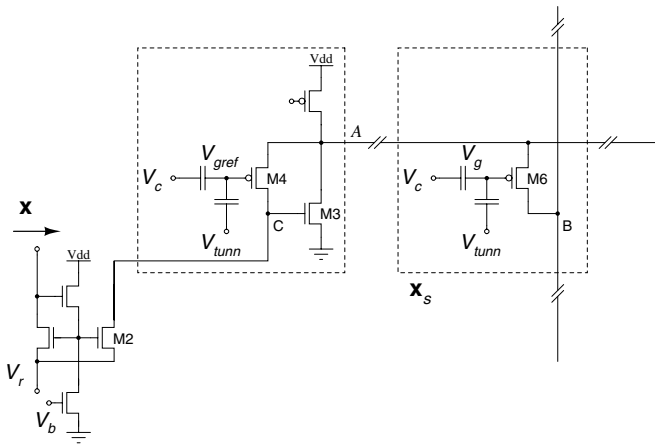 Vdd
A
V_gref
V_g
V_c
M4
V_c
M6
M3
C
B
V_tunn
V_tunn
x
Vdd
x_s
M2
V_r
V_b